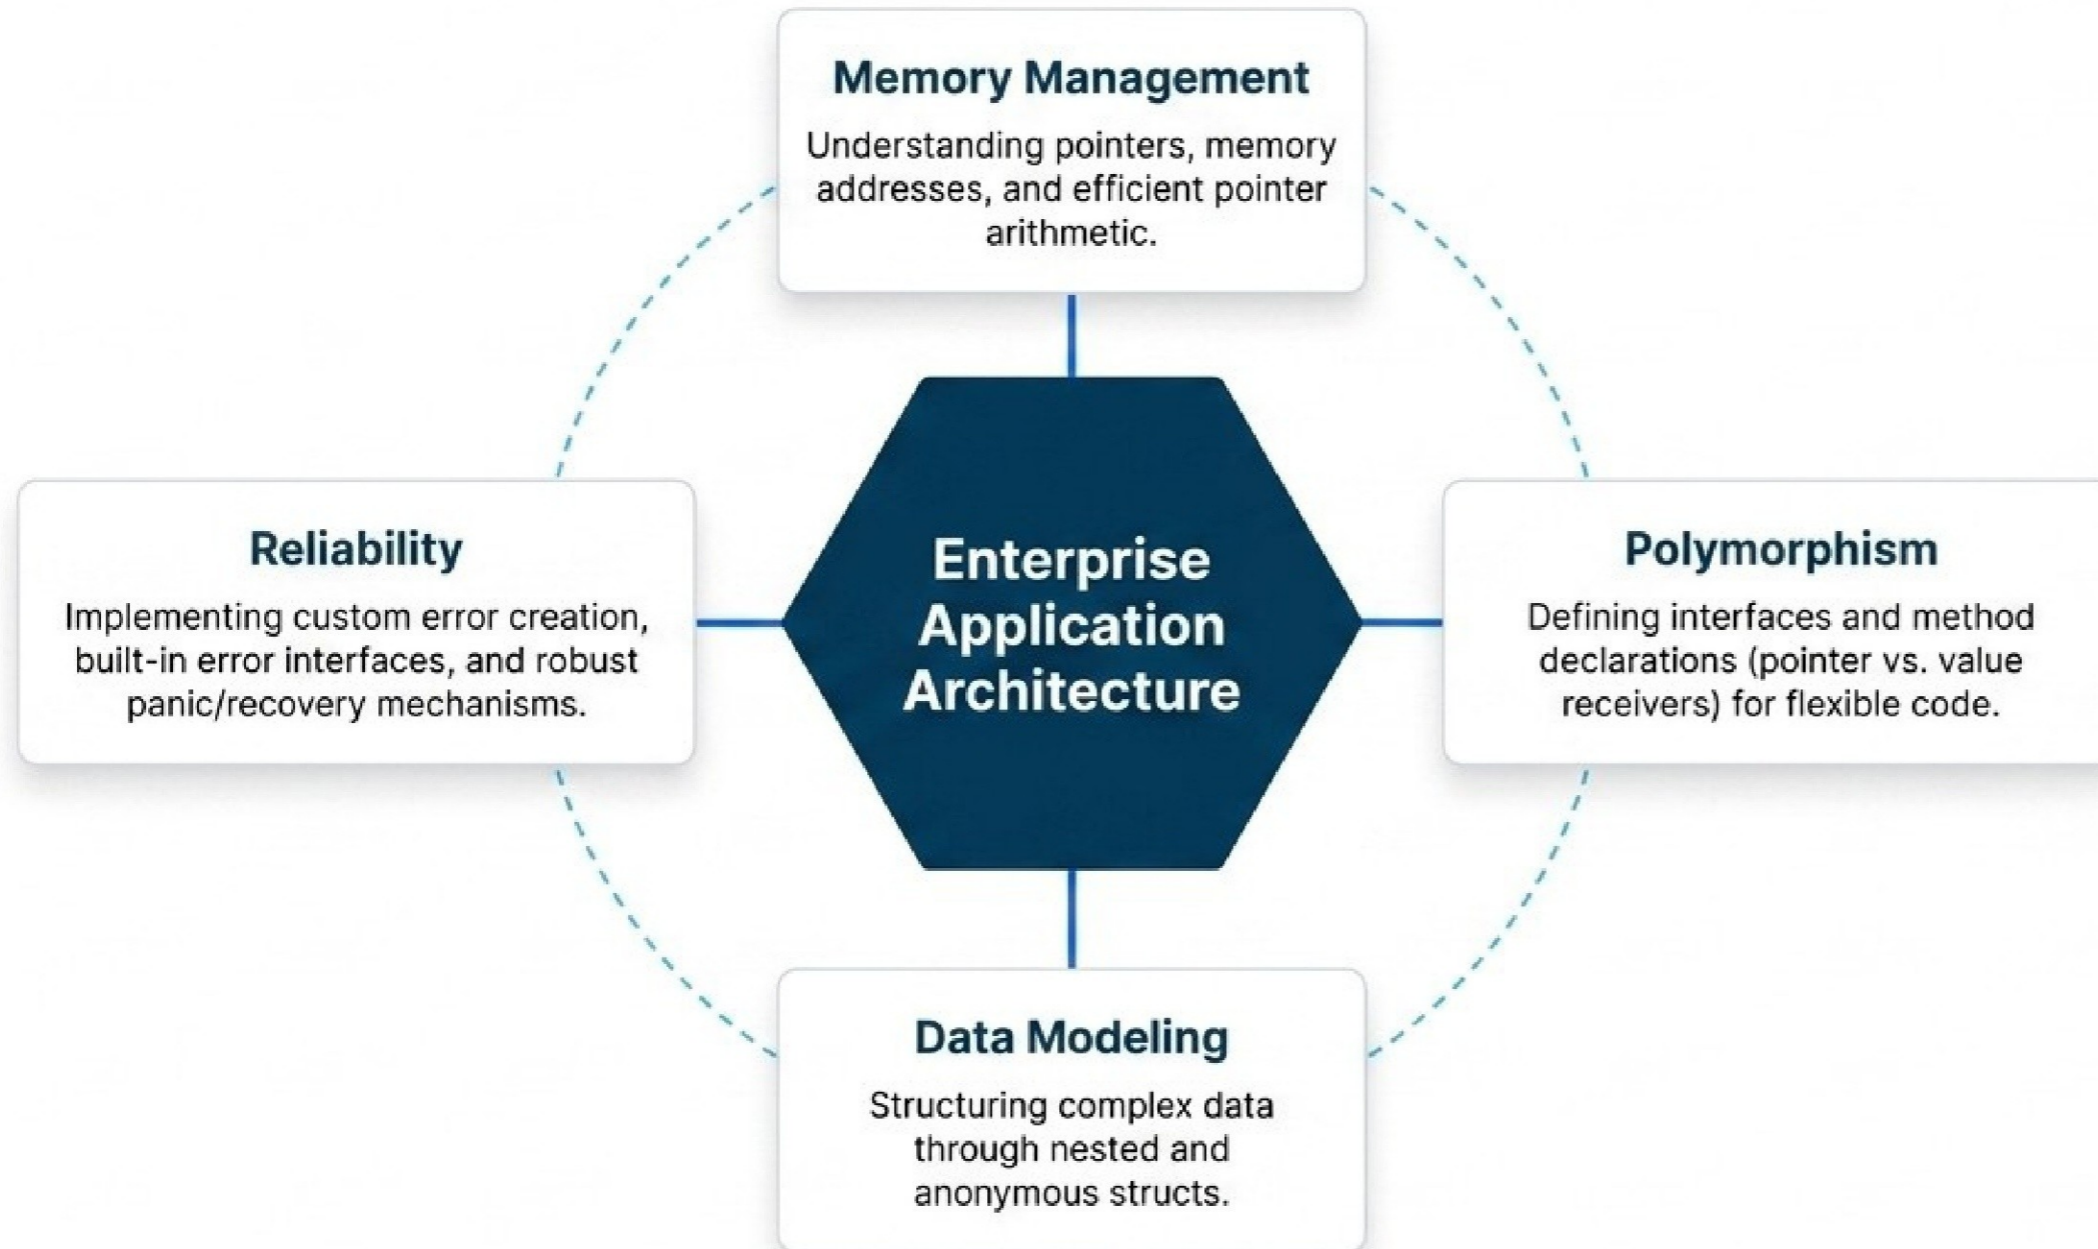 Memory Management
Understanding pointers, memory
addresses, and efficient pointer
arithmetic.
Reliability
Implementing custom error creation,
built-in error interfaces, and robust
panic/recovery mechanisms.
Enterprise
Application
Architecture
Polymorphism
Defining interfaces and method
declarations (pointer vs. value
receivers) for flexible code.
Data Modeling
Structuring complex data
through nested and
anonymous structs.